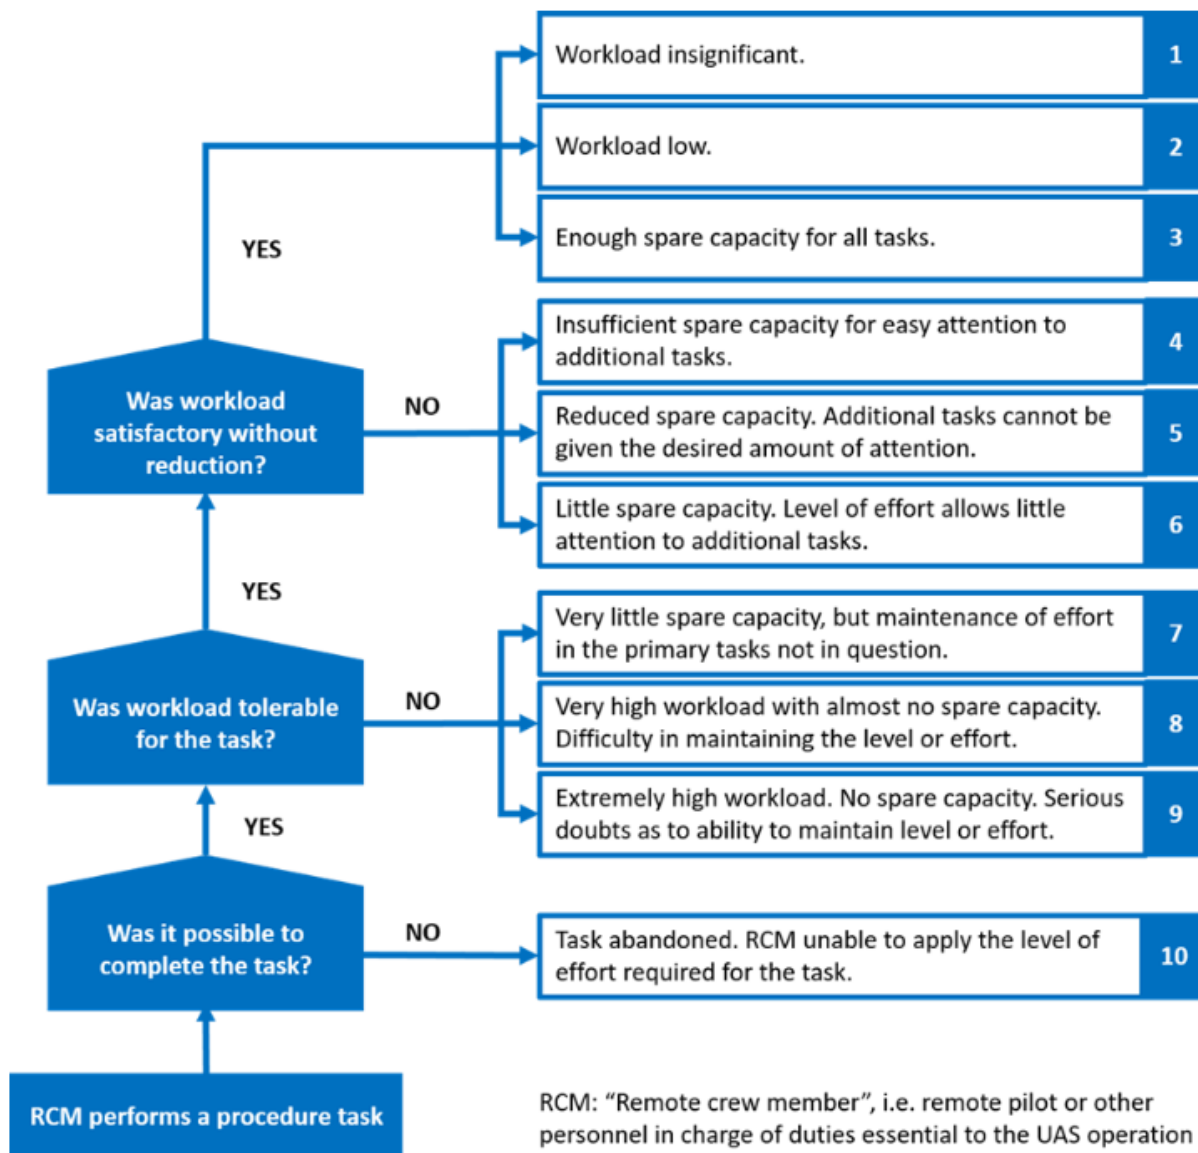 Workload insignificant.
1
Workload low.
2
YES
Enough spare capacity for all tasks.
3
Insufficient spare capacity for easy attention to
additional tasks.
4
Was workload
satisfactory without
reduction?
NO
Reduced spare capacity. Additional tasks cannot be
given the desired amount of attention.
5
Little spare capacity. Level of effort allows little
attention to additional tasks.
6
YES
Very little spare capacity, but maintenance of effort
in the primary tasks not in question.
7
Was workload tolerable
for the task?
NO
Very high workload with almost no spare capacity.
Difficulty in maintaining the level or effort.
8
Extremely high workload. No spare capacity. Serious
doubts as to ability to maintain level or effort.
9
YES
Was it possible to
complete the task?
NO
Task abandoned. RCM unable to apply the level of
effort required for the task.
10
RCM performs a procedure task
RCM: “Remote crew member”, i.e. remote pilot or other
personnel in charge of duties essential to the UAS operation